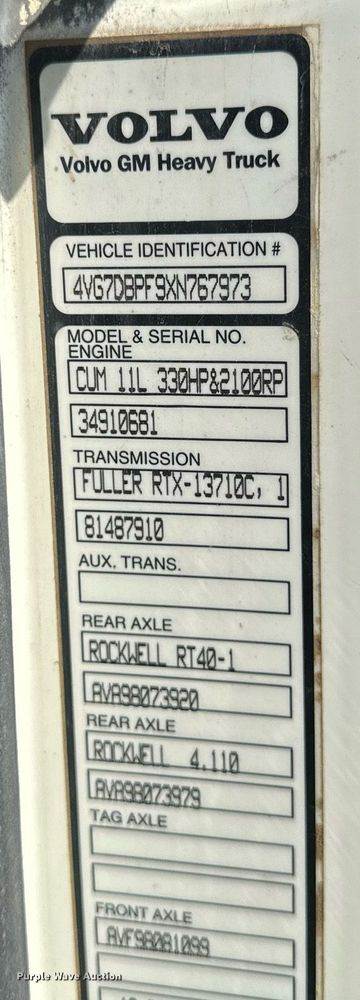 VOLVO
Volvo GM Heavy Truck
VEHICLE IDENTIFICATION #
4VG7DBPF9XN767973
MODEL & SERIAL NO.
ENGINE
CUM 11L 330HP&2100RP
34910681
TRANSMISSION
FULLER RTX-13710C, 1
81487910
AUX. TRANS.
REAR AXLE
ROCKWELL RT40-1
AVA98073920
REAR AXLE
ROCKWELL 4.110
AVA98073979
TAG AXLE
FRONT AXLE
AVF98081099
Purple Wave Auction